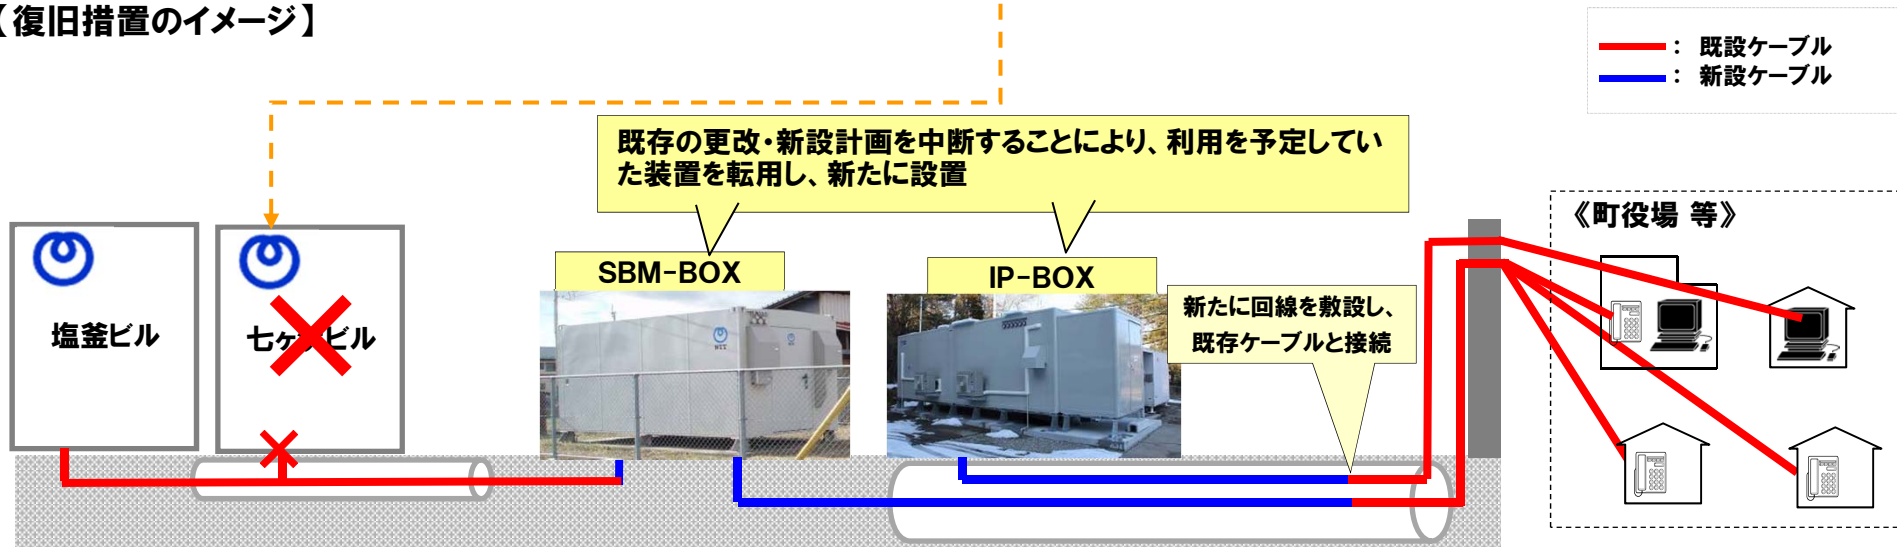 【復旧措置のイメージ】
： 既設ケーブル
： 新設ケーブル
既存の更改・新設計画を中断することにより、利用を予定してい
た装置を転用し、新たに設置
《町役場 等》
SBM-BOX
IP-BOX
新たに回線を敷設し、
既存ケーブルと接続
塩釜ビル
七ヶ
ビル